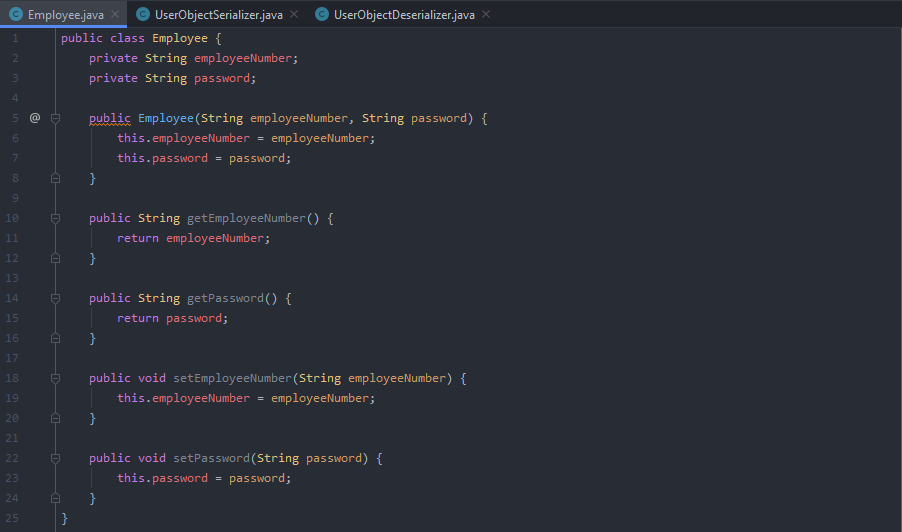 Employee.java UserObjectSerializer.java UserObjectDeserializer.java
1 public class Employee {
2 private String employeeNumber;
3 private String password;
4
5 @ public Employee(String employeeNumber, String password) {
6 this.employeeNumber = employeeNumber;
7 this.password = password;
8 }
9
10 public String getEmployeeNumber() {
11 return employeeNumber;
12 }
13
14 public String getPassword() {
15 return password;
16 }
17
18 public void setEmployeeNumber(String employeeNumber) {
19 this.employeeNumber = employeeNumber;
20 }
21
22 public void setPassword(String password) {
23 this.password = password;
24 }
25 }